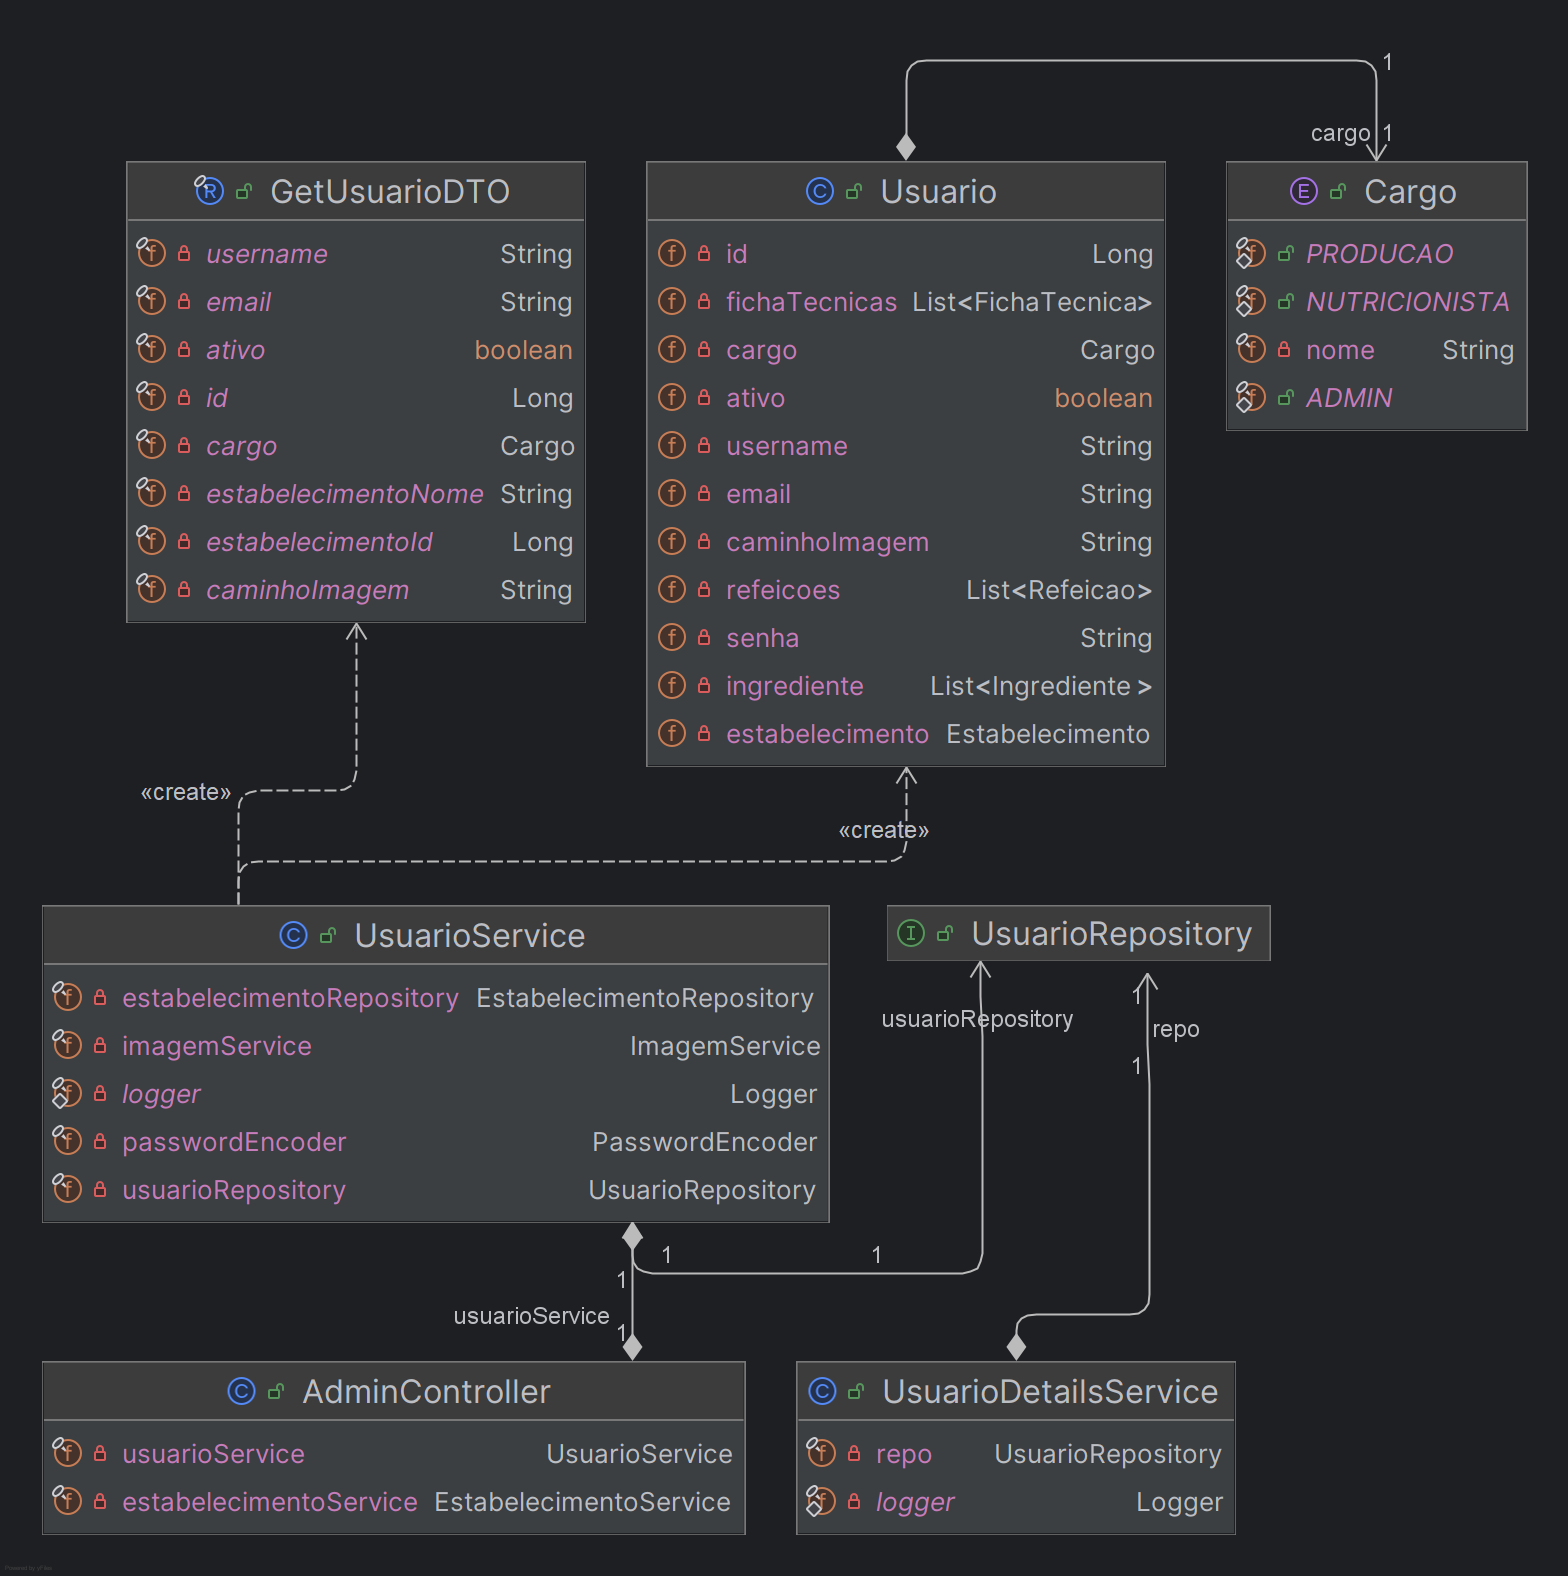 1
cargo 1
GetUsuarioDTO
username String
email String
ativo boolean
id Long
cargo Cargo
estabelecimentoNome String
estabelecimentoId Long
caminhoImagem String
Usuario
id Long
fichaTecnicas List<FichaTecnica>
cargo Cargo
ativo boolean
username String
email String
caminhoImagem String
refeicoes List<Refeicao>
senha String
ingrediente List<Ingrediente >
estabelecimento Estabelecimento
Cargo
PRODUCAO
NUTRICIONISTA
nome String
ADMIN
«create»
«create»
UsuarioService
estabelecimentoRepository EstabelecimentoRepository
imagemService ImagemService
logger Logger
passwordEncoder PasswordEncoder
usuarioRepository UsuarioRepository
UsuarioRepository
1
usuarioRepository
repo
1
1 1
1
usuarioService
1
AdminController
usuarioService UsuarioService
estabelecimentoService EstabelecimentoService
UsuarioDetailsService
repo UsuarioRepository
logger Logger